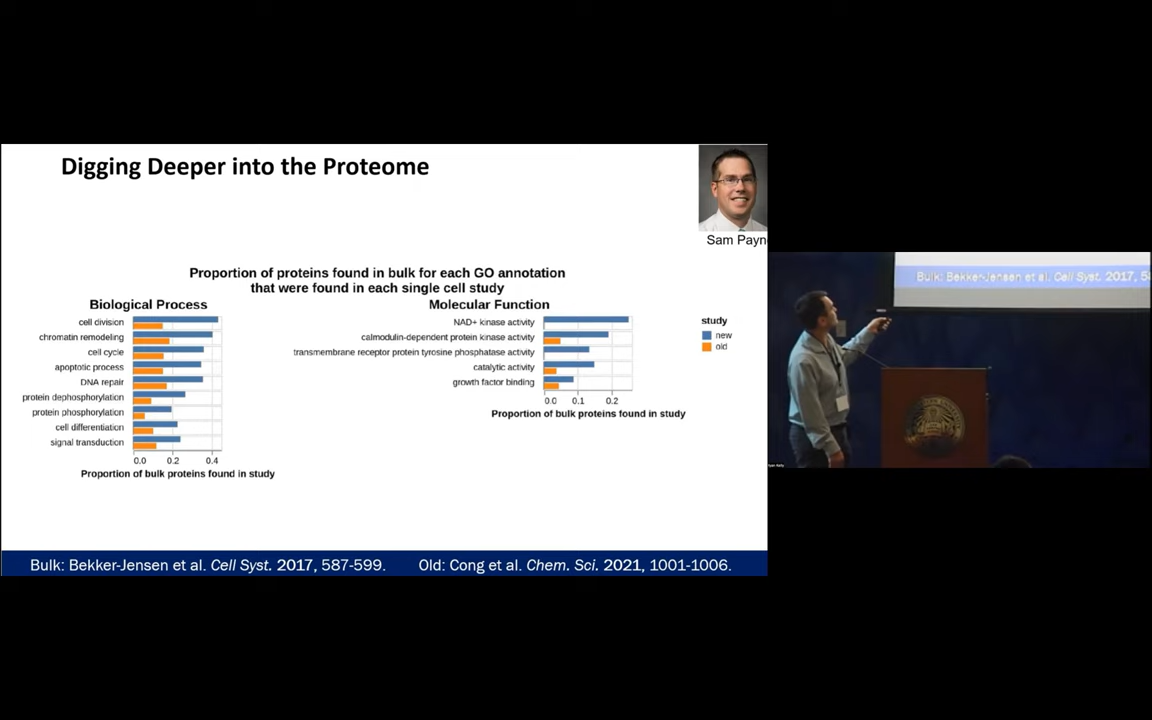 Digging Deeper into the Proteome
Sam Payn
Proportion of proteins found in bulk for each GO annotation
that were found in each single cell study
Biological Process
cell division
chromatin remodeling
cell cycle
apoptotic process
DNA repair
protein dephosphorylation
protein phosphorylation
cell differentiation
signal transduction
0.0 0.2 0.4
Proportion of bulk proteins found in study
Molecular Function
NAD+ kinase activity
calmodulin-dependent protein kinase activity
transmembrane receptor protein tyrosine phosphatase activity
catalytic activity
growth factor binding
0.0 0.1 0.2
Proportion of bulk proteins found in study
study
new
old
Bulk: Bekker-Jensen et al. Cell Syst. 2017, 587-599. Old: Cong et al. Chem. Sci. 2021, 1001-1006.
Bulk: Bekker-Jensen et al. Cell Syst. 2017, 5